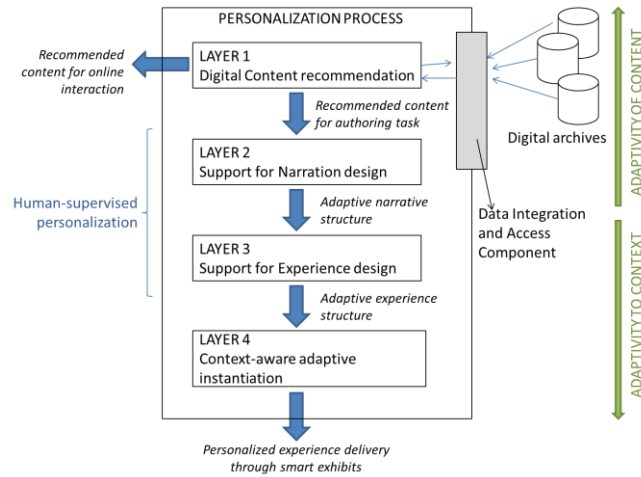 PERSONALIZATION PROCESS
Recommended
content for online
interaction
LAYER 1
Digital Content recommendation
Recommended content
for authoring task
Digital archives
LAYER 2
Support for Narration design
Human-supervised
personalization
Adaptive narrative
structure
Data Integration
and Access
Component
LAYER 3
Support for Experience design
Adaptive experience
structure
LAYER 4
Context-aware adaptive
instantiation
Personalized experience delivery
through smart exhibits
ADAPTIVITY OF CONTENT
ADAPTIVITY TO CONTEXT